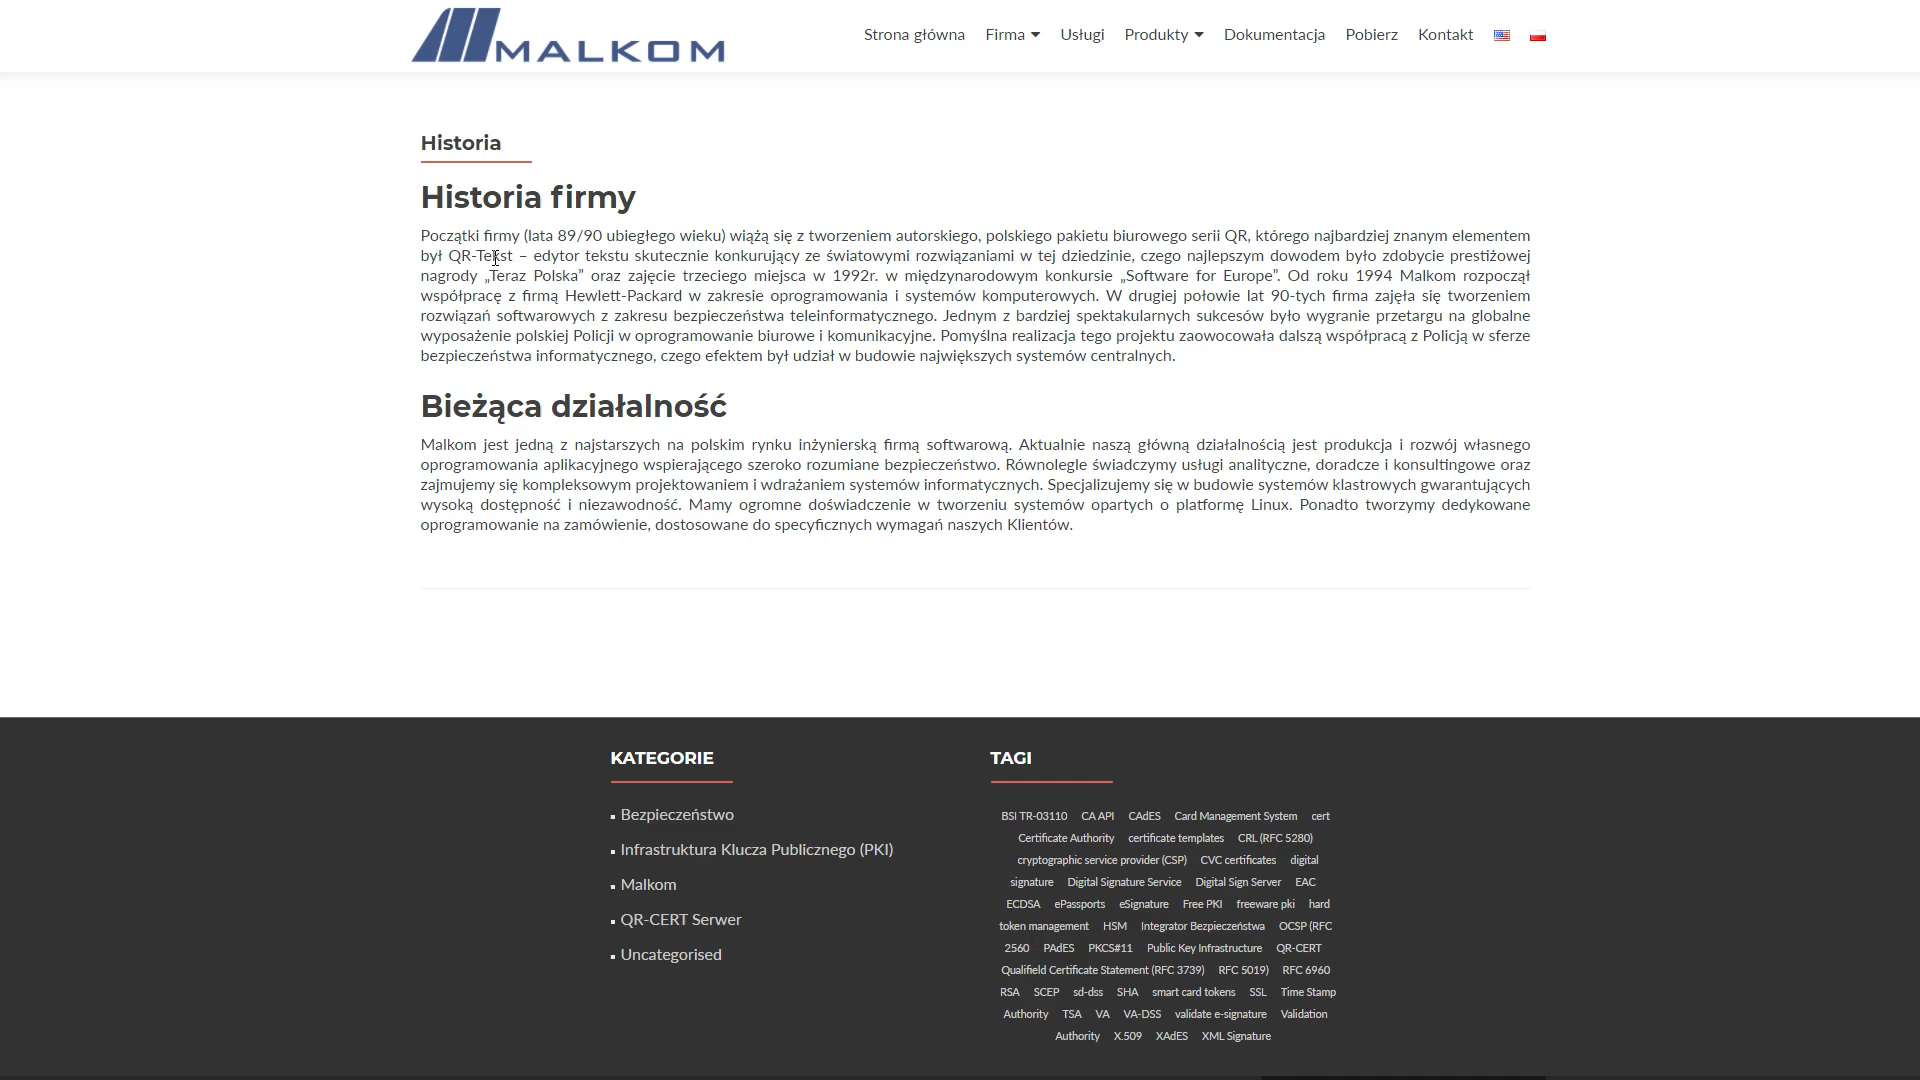 MALKOM
Strona główna Firma Usługi Produkty Dokumentacja Pobierz Kontakt
Historia
Historia firmy
Początki firmy (lata 89/90 ubiegłego wieku) wiążą się z tworzeniem autorskiego, polskiego pakietu biurowego serii QR, którego najbardziej znanym elementem
był QR-Tekst – edytor tekstu skutecznie konkurujący ze światowymi rozwiązaniami w tej dziedzinie, czego najlepszym dowodem było zdobycie prestiżowej
nagrody „Teraz Polska” oraz zajęcie trzeciego miejsca w 1992r. w międzynarodowym konkursie „Software for Europe”. Od roku 1994 Malkom rozpoczął
współpracę z firmą Hewlett-Packard w zakresie oprogramowania i systemów komputerowych. W drugiej połowie lat 90-tych firma zajęła się tworzeniem
rozwiązań softwarowych z zakresu bezpieczeństwa teleinformatycznego. Jednym z bardziej spektakularnych sukcesów było wygranie przetargu na globalne
wyposażenie polskiej Policji w oprogramowanie biurowe i komunikacyjne. Pomyślna realizacja tego projektu zaowocowała dalszą współpracą z Policją w sferze
bezpieczeństwa informatycznego, czego efektem był udział w budowie największych systemów centralnych.
Bieżąca działalność
Malkom jest jedną z najstarszych na polskim rynku inżynierską firmą softwarową. Aktualnie naszą główną działalnością jest produkcja i rozwój własnego
oprogramowania aplikacyjnego wspierającego szeroko rozumiane bezpieczeństwo. Równolegle świadczymy usługi analityczne, doradcze i konsultingowe oraz
zajmujemy się kompleksowym projektowaniem i wdrażaniem systemów informatycznych. Specjalizujemy się w budowie systemów klastrowych gwarantujących
wysoką dostępność i niezawodność. Mamy ogromne doświadczenie w tworzeniu systemów opartych o platformę Linux. Ponadto tworzymy dedykowane
oprogramowanie na zamówienie, dostosowane do specyficznych wymagań naszych Klientów.
KATEGORIE
Bezpieczeństwo
Infrastruktura Klucza Publicznego (PKI)
Malkom
QR-CERT Serwer
Uncategorised
TAGI
BSI TR-03110 CA API CAdES Card Management System cert
Certificate Authority certificate templates CRL (RFC 5280)
cryptographic service provider (CSP) CVC certificates digital
signature Digital Signature Service Digital Sign Server EAC
ECDSA ePassports eSignature Free PKI freeware pki hard
token management HSM Integrator Bezpieczeństwa OCSP (RFC
2560 PAdES PKCS#11 Public Key Infrastructure QR-CERT
Qualifield Certificate Statement (RFC 3739) RFC 5019) RFC 6960
RSA SCEP sd-dss SHA smart card tokens SSL Time Stamp
Authority TSA VA VA-DSS validate e-signature Validation
Authority X.509 XAdES XML Signature